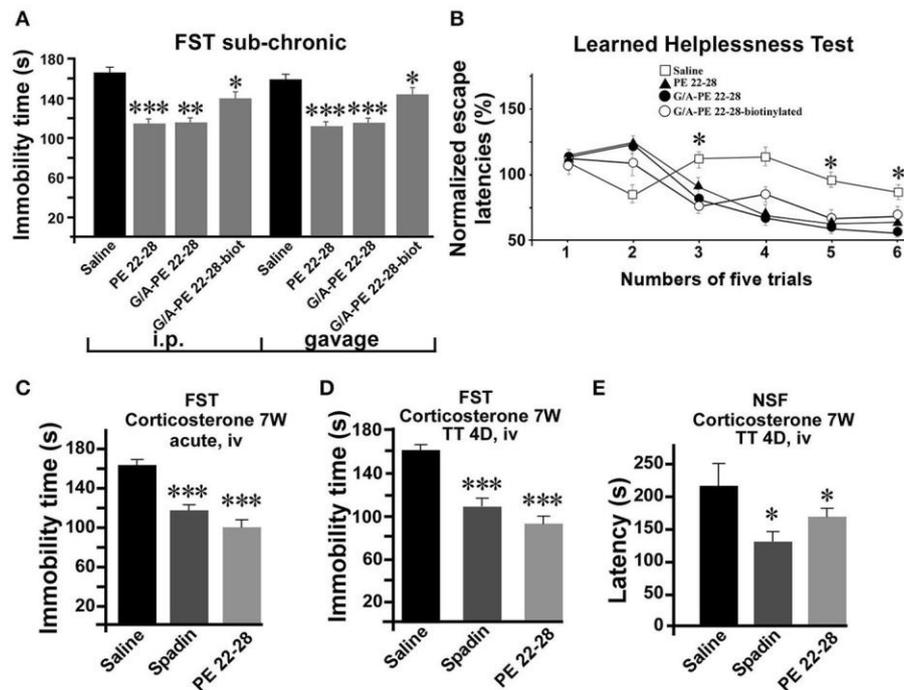 A
FST sub-chronic
Immobility time (s)
180
140
100
60
20
***
**
*
***
***
*
Saline
PE 22-28
G/A-PE 22-28
G/A-PE 22-28-biot
Saline
PE 22-28
G/A-PE 22-28
G/A-PE 22-28-biot
i.p.
gavage
B
Learned Helplessness Test
Normalized escape
latencies (%)
150
100
50
Saline
PE 22-28
G/A-PE 22-28
G/A-PE 22-28-biotinylated
*
*
*
1 2 3 4 5 6
Numbers of five trials
C
FST
Corticosterone 7W
acute, iv
Immobility time (s)
180
140
100
60
20
***
***
Saline
Spadin
PE 22-28
D
FST
Corticosterone 7W
TT 4D, iv
Immobility time (s)
180
140
100
60
20
***
***
Saline
Spadin
PE 22-28
E
NSF
Corticosterone 7W
TT 4D, iv
Latency (s)
250
200
150
100
50
0
*
*
Saline
Spadin
PE 22-28